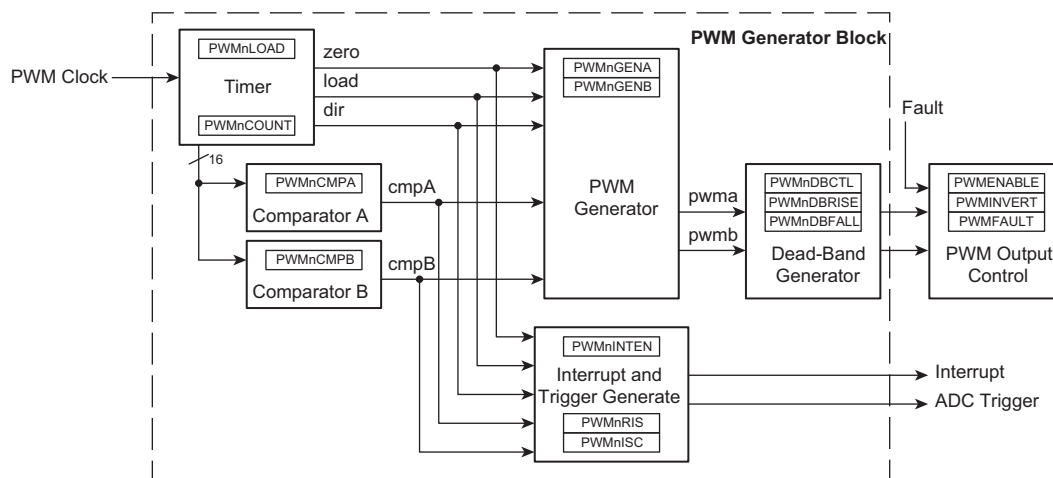 PWM Generator Block
PWM Clock
PWMnLOAD
Timer
PWMnCOUNT
zero
load
dir
16
PWMnCMPA
Comparator A
cmpA
PWMnCMPB
Comparator B
cmpB
PWMnGENA
PWMnGENB
PWM
Generator
pwma
pwmb
PWMnDBCTL
PWMnDBRISE
PWMnDBFALL
Dead-Band
Generator
Fault
PWMENABLE
PWMINVERT
PWMFAULT
PWM Output
Control
PWMnINTEN
Interrupt and
Trigger Generate
PWMnRIS
PWMnISC
Interrupt
ADC Trigger